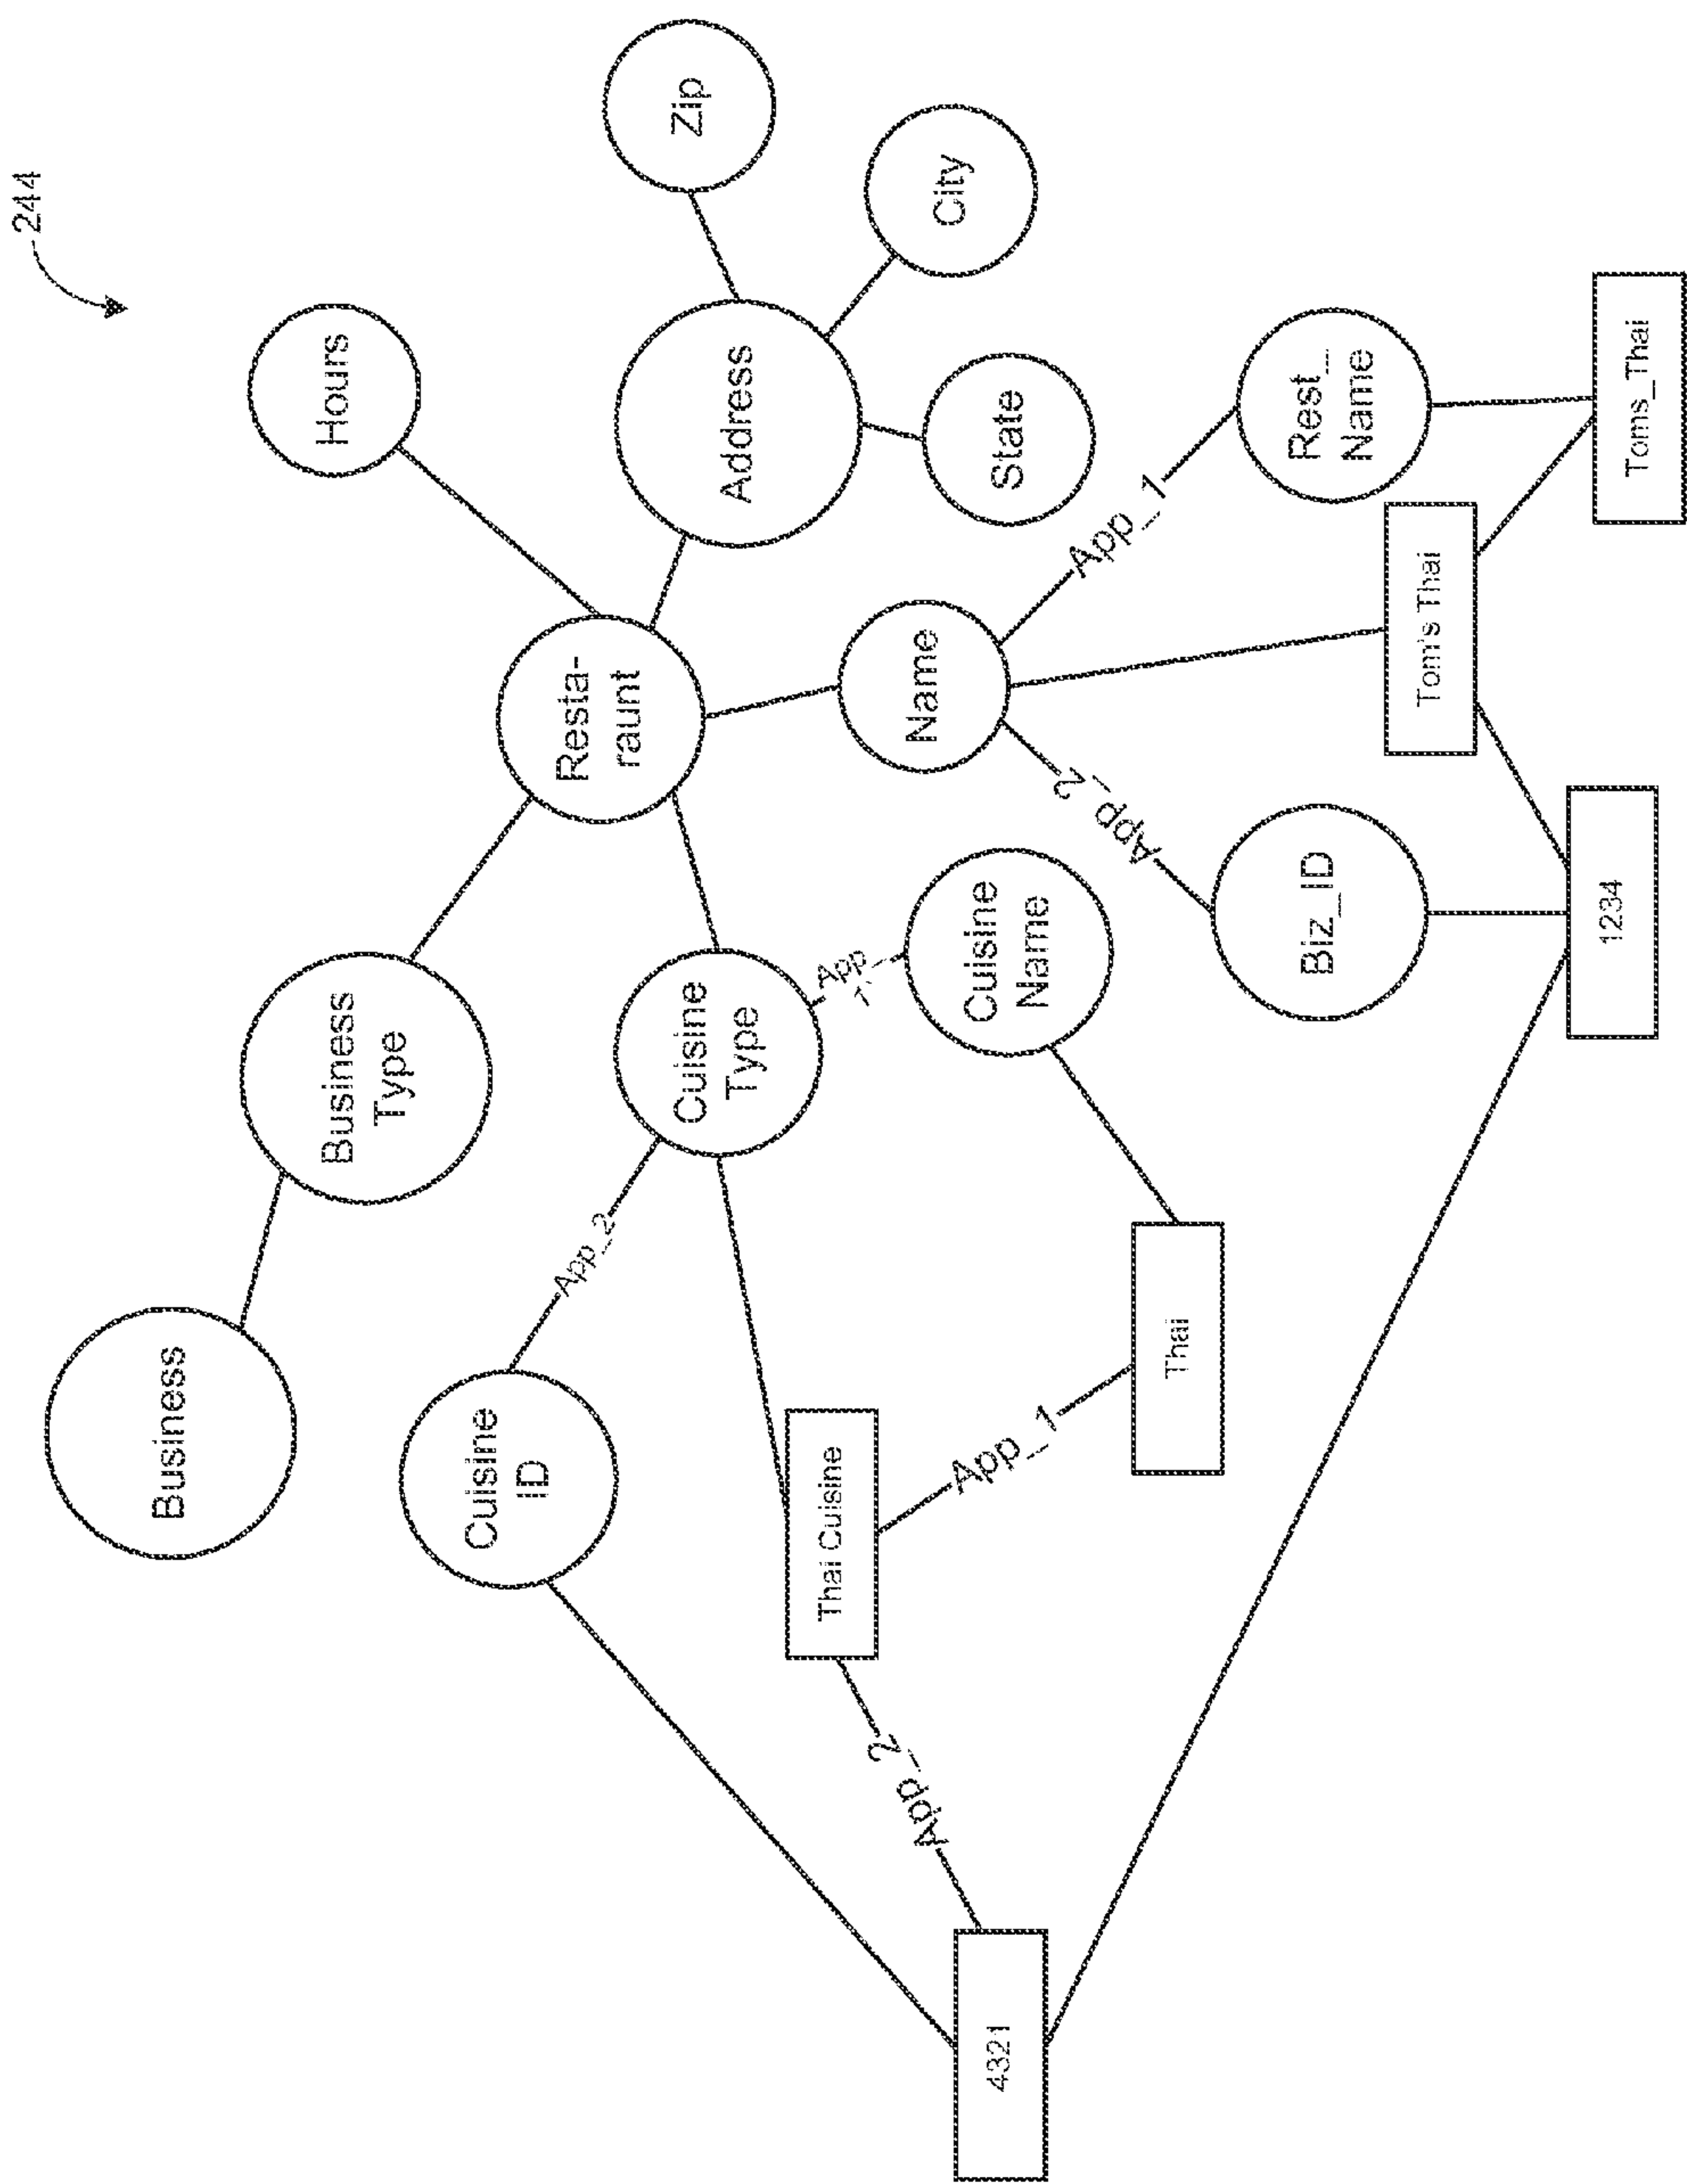 244
Business
Business
Type
Hours
Resta-
raunt
Zip
Address
City
State
Cuisine
ID
App_2
Cuisine
Type
App_
1
Cuisine
Name
Name
App_1
Rest_
Name
App_2
Biz_ID
Thai Cuisine
App_1
Thai
App_2
4321
Tom's Thai
Toms_Thai
1234